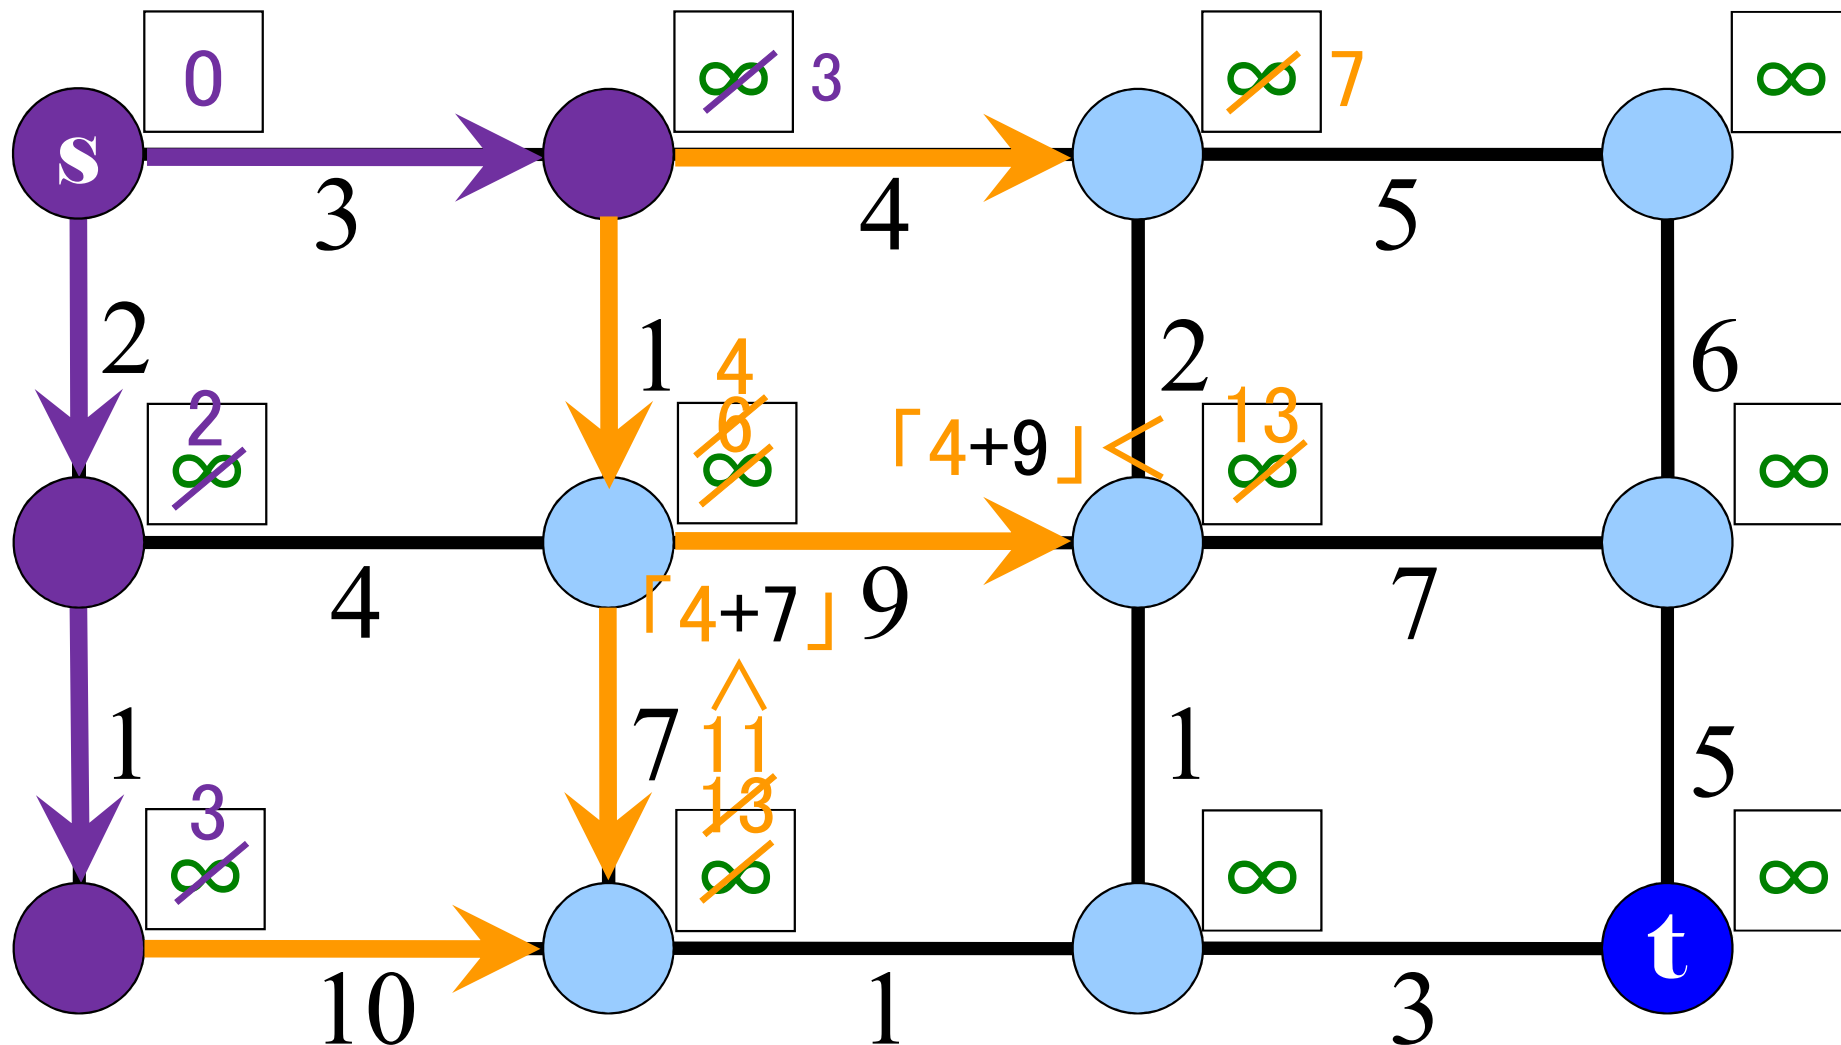 0 ∞ 3 ∞ 7 ∞
s
3 4 5
2 1 2 6
4
2 6 「4+9」< 13
∞ ∞ ∞ ∞
4 9 7
「4+7」
∧
1 7 11 1 5
3 13
∞ ∞ ∞ ∞
t
10 1 3